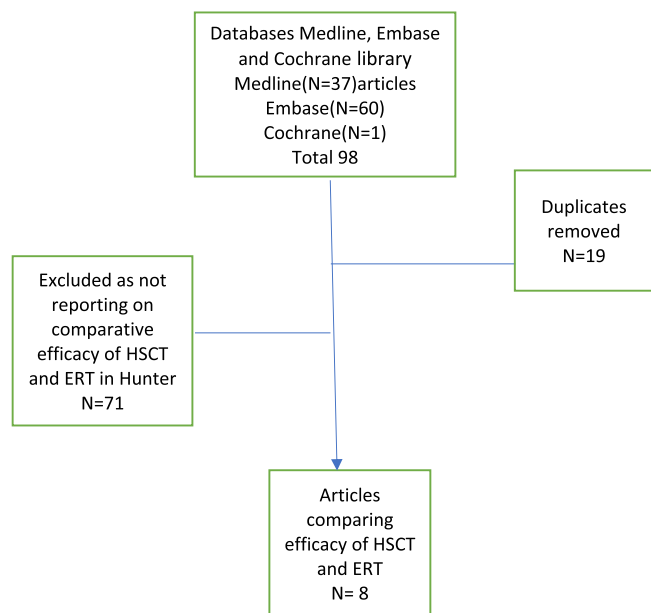 Databases Medline, Embase
and Cochrane library
Medline(N=37)articles
Embase(N=60)
Cochrane(N=1)
Total 98
Duplicates
removed
N=19
Excluded as not
reporting on
comparative
efficacy of HSCT
and ERT in Hunter
N=71
Articles
comparing
efficacy of HSCT
and ERT
N= 8